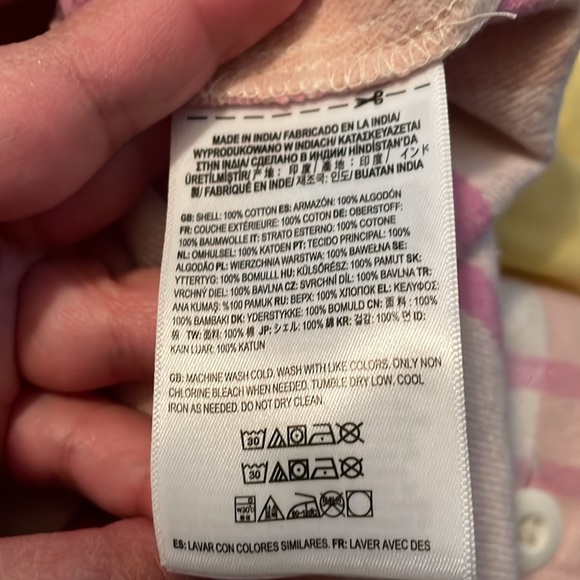 MADE IN INDIA/ FABRICADO EN LA INDIA/
WYPRODUKOWANO W INDIACH/ ΚΑΤΑΣΚΕΥΑΖΕΤΑΙ
ΣΤΗΝ ΙΝΔΙΑ/ СДЕЛАНО В ИНДИИ/ HİNDİSTAN'DA
ÜRETİLMİŞTİR/ 产地：印度/ 產地：印度/ インド
製/ FABRIQUÉ EN INDE/ 제조국: 인도/ BUATAN INDIA
GB: SHELL: 100% COTTON ES: ARMAZÓN: 100% ALGODÓN
FR: COUCHE EXTÉRIEURE: 100% COTON DE: OBERSTOFF:
100% BAUMWOLLE IT: STRATO ESTERNO: 100% COTONE
NL: OMHULSEL: 100% KATOEN PT: TECIDO PRINCIPAL: 100%
ALGODÃO PL: WIERZCHNIA WARSTWA: 100% BAWEŁNA SE:
YTTERTYG: 100% BOMULLL HU: KÜLSŐRÉSZ: 100% PAMUT SK:
VRCHNÝ DIEL: 100% BAVLNA CZ: SVRCHNÍ DÍL: 100% BAVLNA TR:
ANA KUMAŞ: %100 PAMUK RU: ВЕРХ: 100% ХЛОПОК EL: ΚΕΛΥΦΟΣ:
100% ΒΑΜΒΑΚΙ DK: YDERSTYKKE: 100% BOMULD CN: 面料: 100%
棉 TW: 面料: 100% 棉 JP: シェル: 100% 綿 KR: 겉감: 100% 면 ID:
KAIN LUAR: 100% KATUN
GB: MACHINE WASH COLD. WASH WITH LIKE COLORS. ONLY NON
CHLORINE BLEACH WHEN NEEDED. TUMBLE DRY LOW. COOL
IRON AS NEEDED. DO NOT DRY CLEAN.
30
30
ES: LAVAR CON COLORES SIMILARES. FR: LAVER AVEC DES